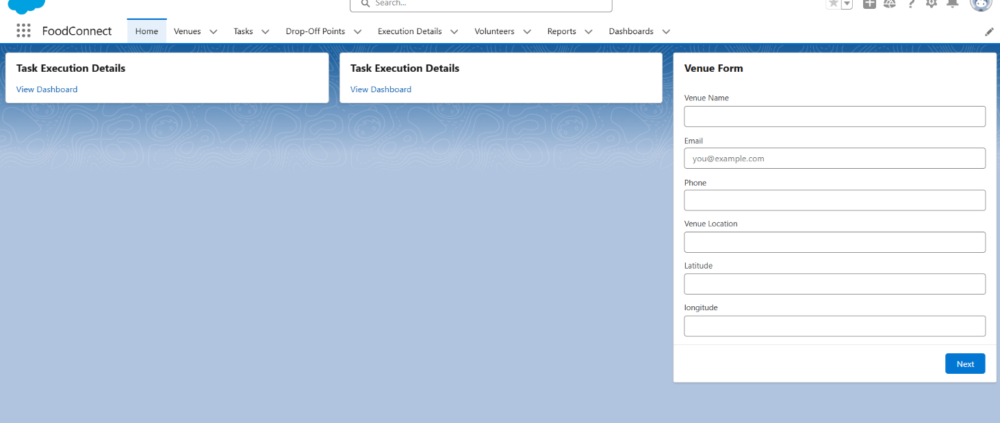 Search...
FoodConnect Home Venues Tasks Drop-Off Points Execution Details Volunteers Reports Dashboards
Task Execution Details
View Dashboard
Task Execution Details
View Dashboard
Venue Form
Venue Name
Email
you@example.com
Phone
Venue Location
Latitude
longitude
Next